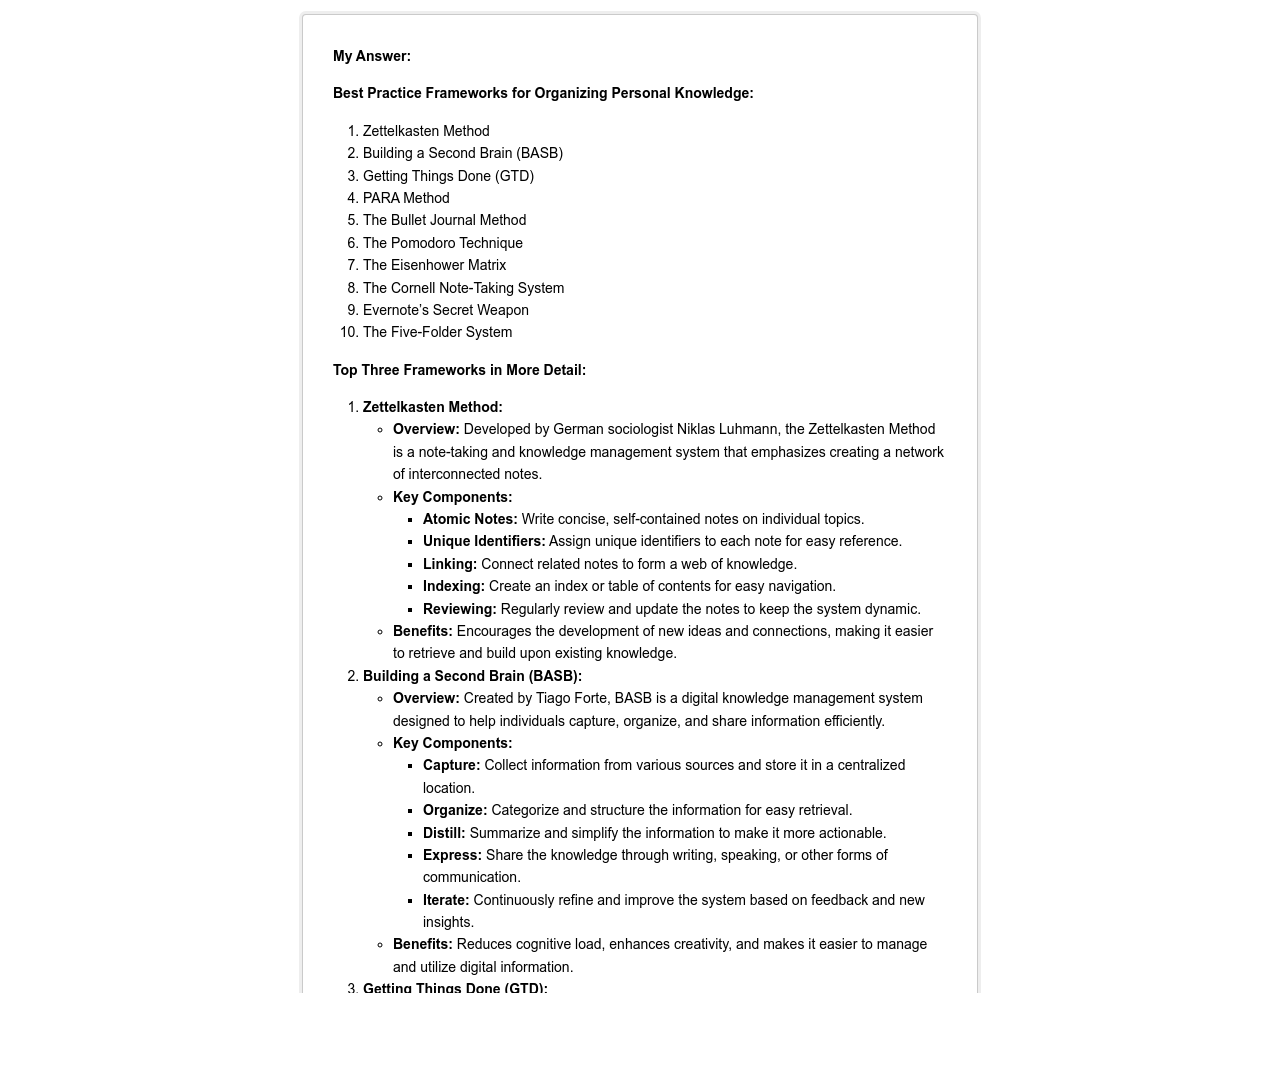 My Answer:
Best Practice Frameworks for Organizing Personal Knowledge:
1. Zettelkasten Method
2. Building a Second Brain (BASB)
3. Getting Things Done (GTD)
4. PARA Method
5. The Bullet Journal Method
6. The Pomodoro Technique
7. The Eisenhower Matrix
8. The Cornell Note-Taking System
9. Evernote’s Secret Weapon
10. The Five-Folder System
Top Three Frameworks in More Detail:
1. Zettelkasten Method:
Overview: Developed by German sociologist Niklas Luhmann, the Zettelkasten Method
is a note-taking and knowledge management system that emphasizes creating a network
of interconnected notes.
Key Components:
Atomic Notes: Write concise, self-contained notes on individual topics.
Unique Identifiers: Assign unique identifiers to each note for easy reference.
Linking: Connect related notes to form a web of knowledge.
Indexing: Create an index or table of contents for easy navigation.
Reviewing: Regularly review and update the notes to keep the system dynamic.
Benefits: Encourages the development of new ideas and connections, making it easier
to retrieve and build upon existing knowledge.
2. Building a Second Brain (BASB):
Overview: Created by Tiago Forte, BASB is a digital knowledge management system
designed to help individuals capture, organize, and share information efficiently.
Key Components:
Capture: Collect information from various sources and store it in a centralized
location.
Organize: Categorize and structure the information for easy retrieval.
Distill: Summarize and simplify the information to make it more actionable.
Express: Share the knowledge through writing, speaking, or other forms of
communication.
Iterate: Continuously refine and improve the system based on feedback and new
insights.
Benefits: Reduces cognitive load, enhances creativity, and makes it easier to manage
and utilize digital information.
3. Getting Things Done (GTD):